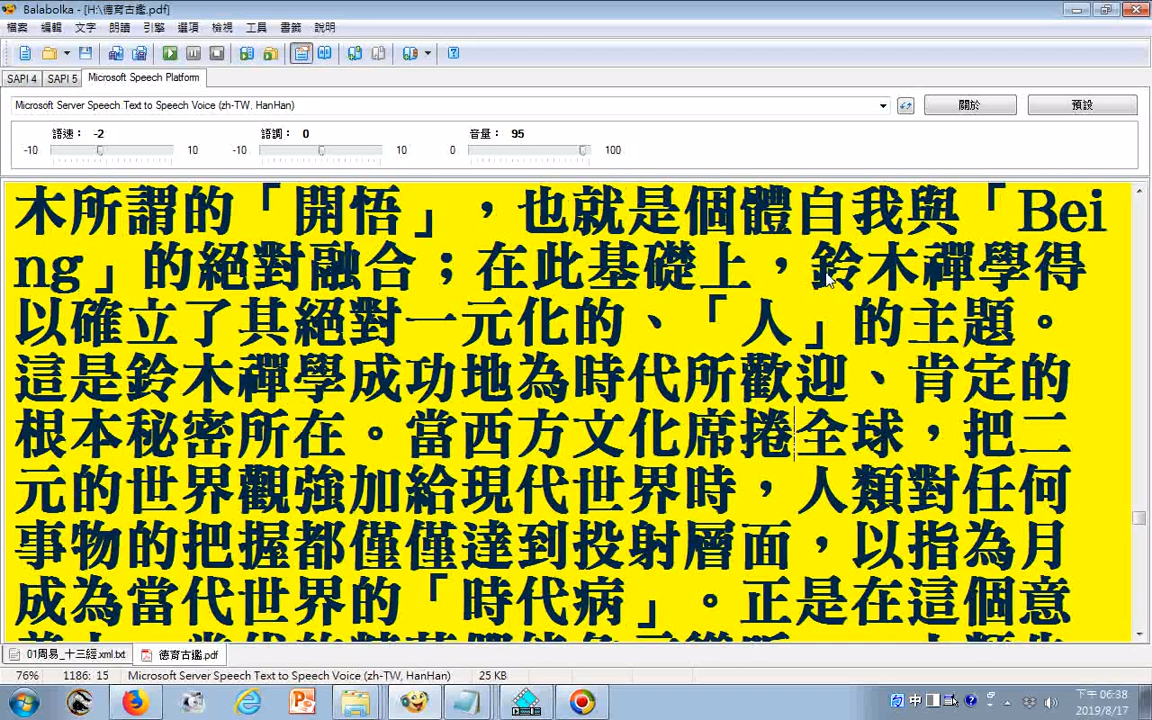 Balabolka - [H:\德育古鑑.pdf]
檔案 編輯 文字 朗讀 引擎 選項 檢視 工具 書籤 說明
SAPI 4 SAPI 5 Microsoft Speech Platform
Microsoft Server Speech Text to Speech Voice (zh-TW, HanHan)
關於 預設
語速： -2 語調： 0 音量： 95
-10 10 -10 10 0 100
木所謂的「開悟」，也就是個體自我與「Bei
ng」的絕對融合；在此基礎上，鈴木禪學得
以確立了其絕對一元化的、「人」的主題。
這是鈴木禪學成功地為時代所歡迎、肯定的
根本秘密所在。當西方文化席捲全球，把二
元的世界觀強加給現代世界時，人類對任何
事物的把握都僅僅達到投射層面，以指為月
成為當代世界的「時代病」。正是在這個意
01周易_十三經.xml.txt 德育古鑑.pdf
76% 1186: 15 Microsoft Server Speech Text to Speech Voice (zh-TW, HanHan) 25 KB
中
下午 06:38
2019/8/17